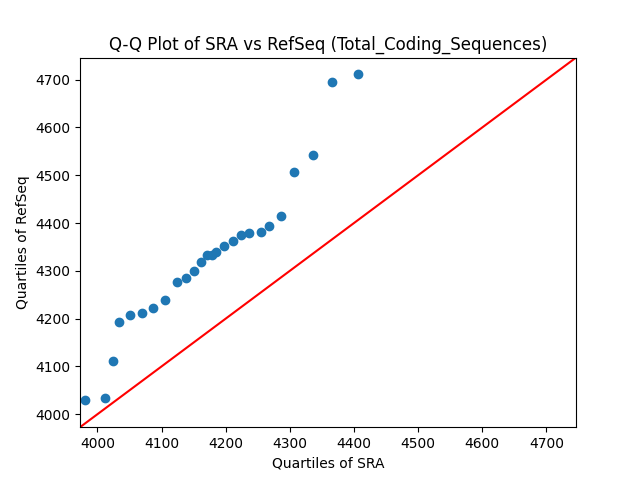 Q-Q Plot of SRA vs RefSeq (Total_Coding_Sequences)
Quartiles of RefSeq
4700
4600
4500
4400
4300
4200
4100
4000
4000 4100 4200 4300 4400 4500 4600 4700
Quartiles of SRA